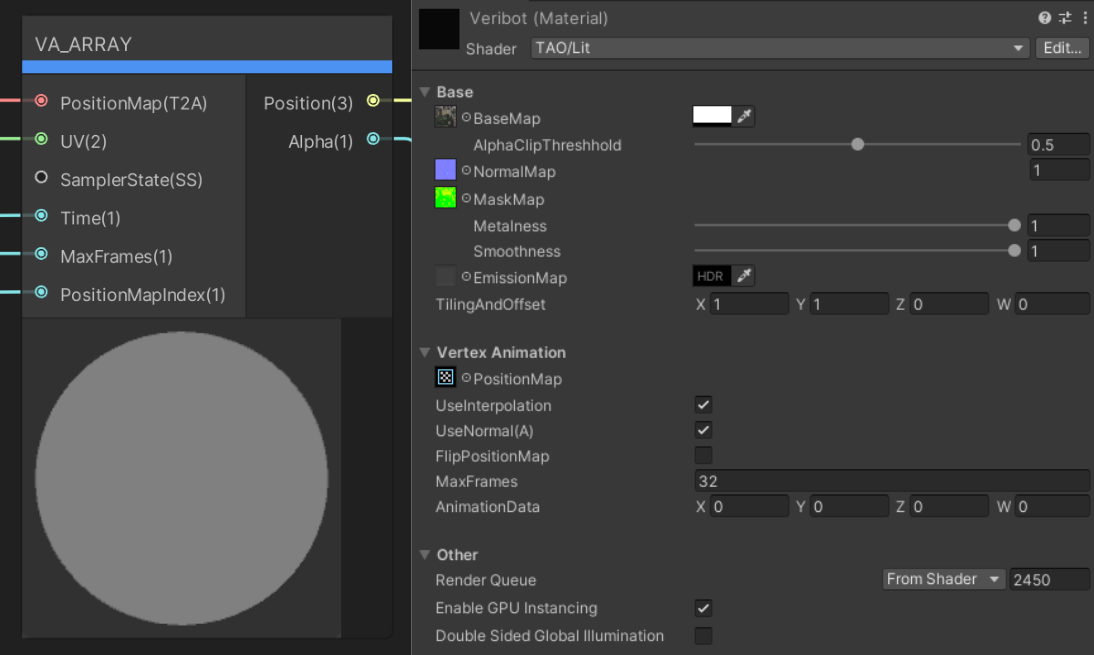 VA_ARRAY
PositionMap(T2A)
Position(3)
UV(2)
Alpha(1)
SamplerState(SS)
Time(1)
MaxFrames(1)
PositionMapIndex(1)
Veribot (Material)
Shader TAO/Lit Edit...
Base
BaseMap
AlphaClipThreshhold 0.5
NormalMap 1
MaskMap
Metalness 1
Smoothness 1
EmissionMap HDR
TilingAndOffset X 1 Y 1 Z 0 W 0
Vertex Animation
PositionMap
UseInterpolation
UseNormal(A)
FlipPositionMap
MaxFrames 32
AnimationData X 0 Y 0 Z 0 W 0
Other
Render Queue From Shader 2450
Enable GPU Instancing
Double Sided Global Illumination